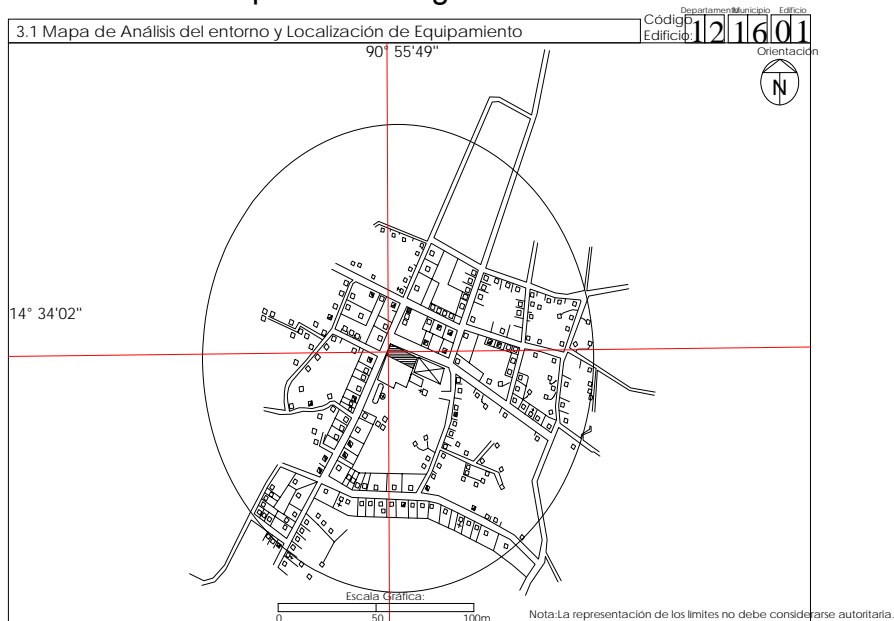 Departamento Municipio Edificio
Código
Edificio: 12 16 01
3.1 Mapa de Análisis del entorno y Localización de Equipamiento
Orientación
90° 55'49"
N
14° 34'02"
Escala Gráfica:
0 50 100m
Nota:La representación de los limites no debe considerarse autoritaria.